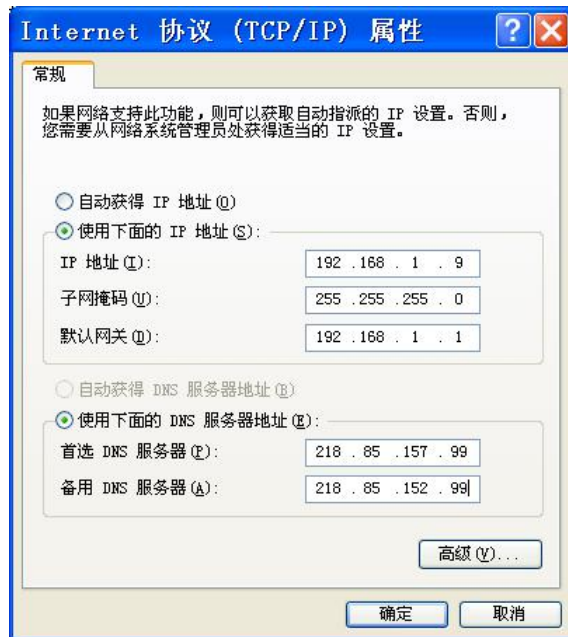 Internet 协议 (TCP/IP) 属性
常规
如果网络支持此功能，则可以获取自动指派的 IP 设置。否则，
您需要从网络系统管理员处获得适当的 IP 设置。
自动获得 IP 地址(O)
使用下面的 IP 地址(S):
IP 地址(I): 192 .168 . 1 . 9
子网掩码(U): 255 .255 .255 . 0
默认网关(D): 192 .168 . 1 . 1
自动获得 DNS 服务器地址(B)
使用下面的 DNS 服务器地址(E):
首选 DNS 服务器(P): 218 . 85 .157 . 99
备用 DNS 服务器(A): 218 . 85 .152 . 99
高级(V)...
确定 取消